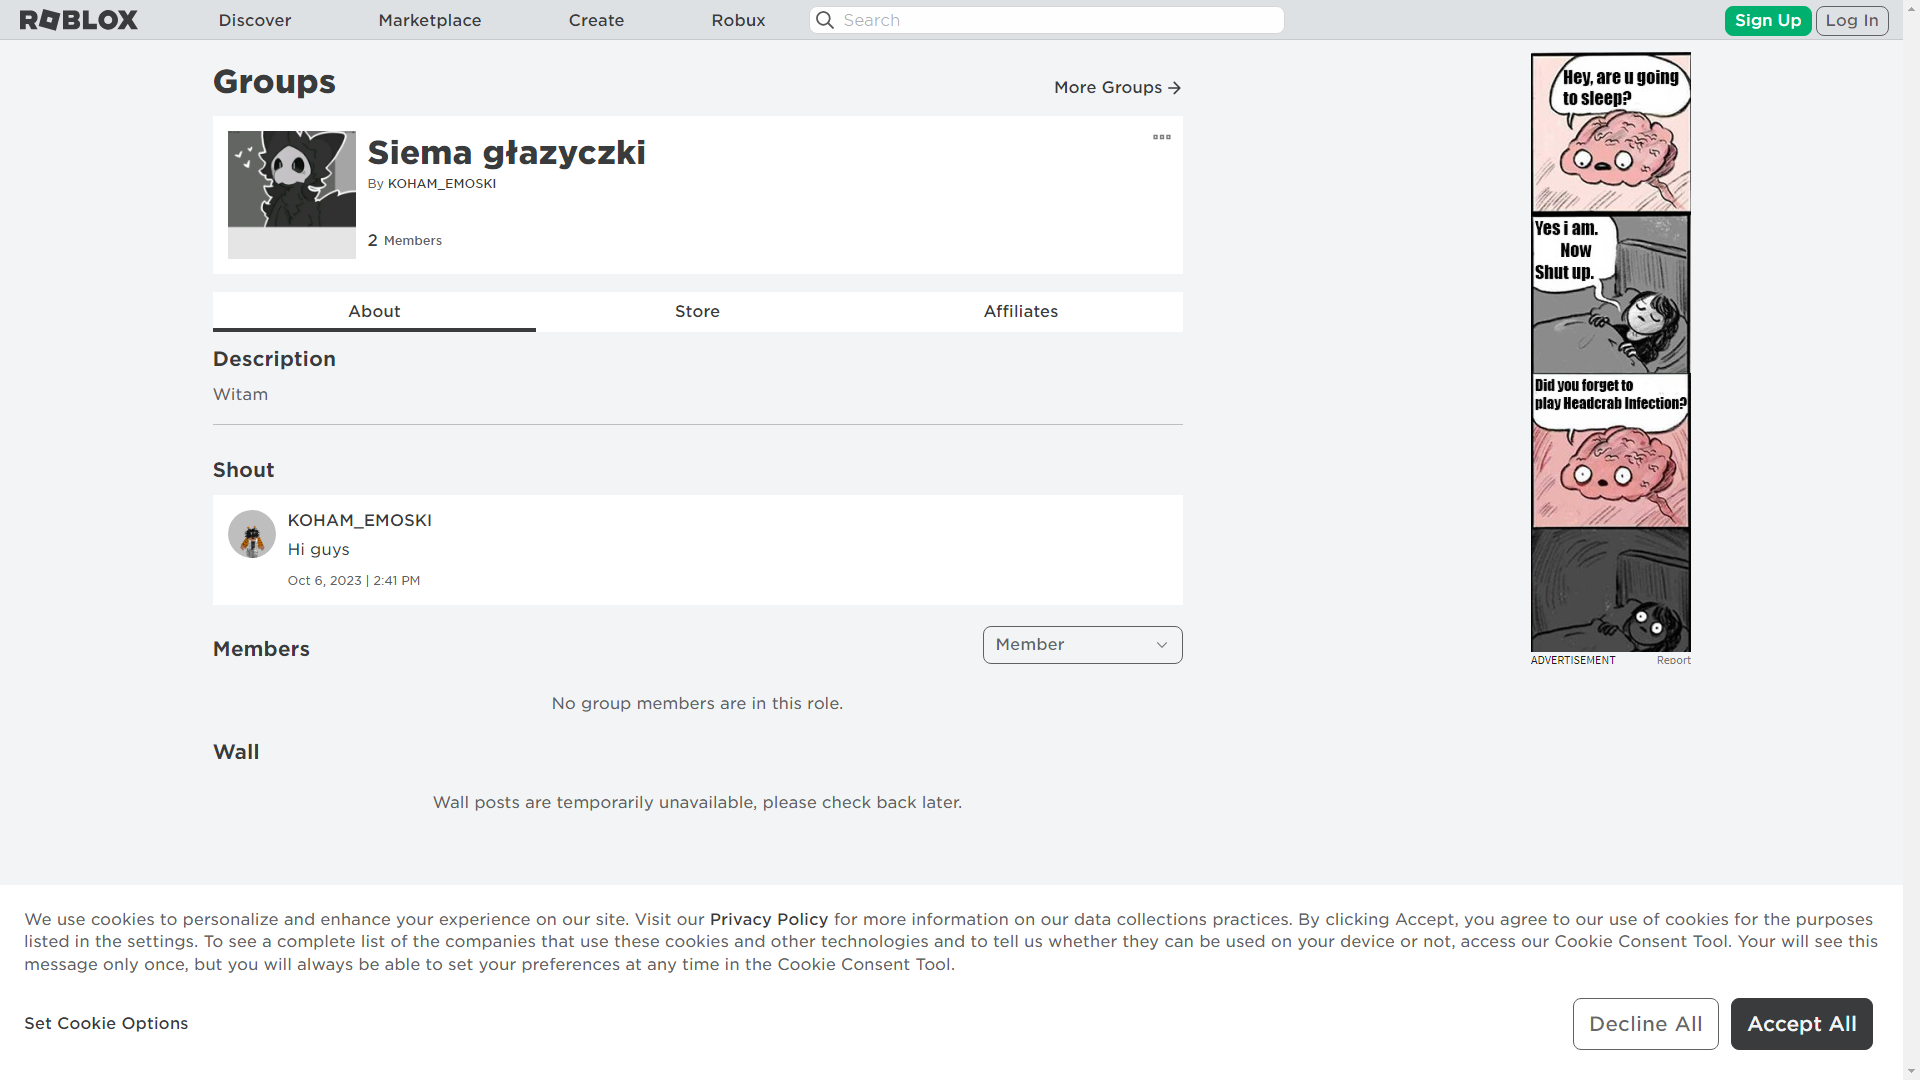 ROBLOX
Discover
Marketplace
Create
Robux
Search
Sign Up
Log In
Groups
More Groups
Siema głazyczki
By KOHAM_EMOSKI
2 Members
About
Store
Affiliates
Description
Witam
Shout
KOHAM_EMOSKI
Hi guys
Oct 6, 2023 | 2:41 PM
Members
Member
No group members are in this role.
Wall
Wall posts are temporarily unavailable, please check back later.
Hey, are u going
to sleep?
Yes i am.
Now
Shut up.
Did you forget to
play Headcrab Infection?
ADVERTISEMENT
Report
We use cookies to personalize and enhance your experience on our site. Visit our Privacy Policy for more information on our data collections practices. By clicking Accept, you agree to our use of cookies for the purposes
listed in the settings. To see a complete list of the companies that use these cookies and other technologies and to tell us whether they can be used on your device or not, access our Cookie Consent Tool. Your will see this
message only once, but you will always be able to set your preferences at any time in the Cookie Consent Tool.
Set Cookie Options
Decline All
Accept All